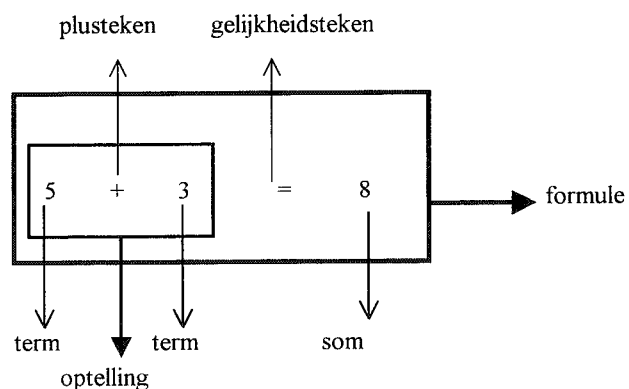 plusteken gelijkheidsteken
5 + 3 = 8
formule
term term som
optelling